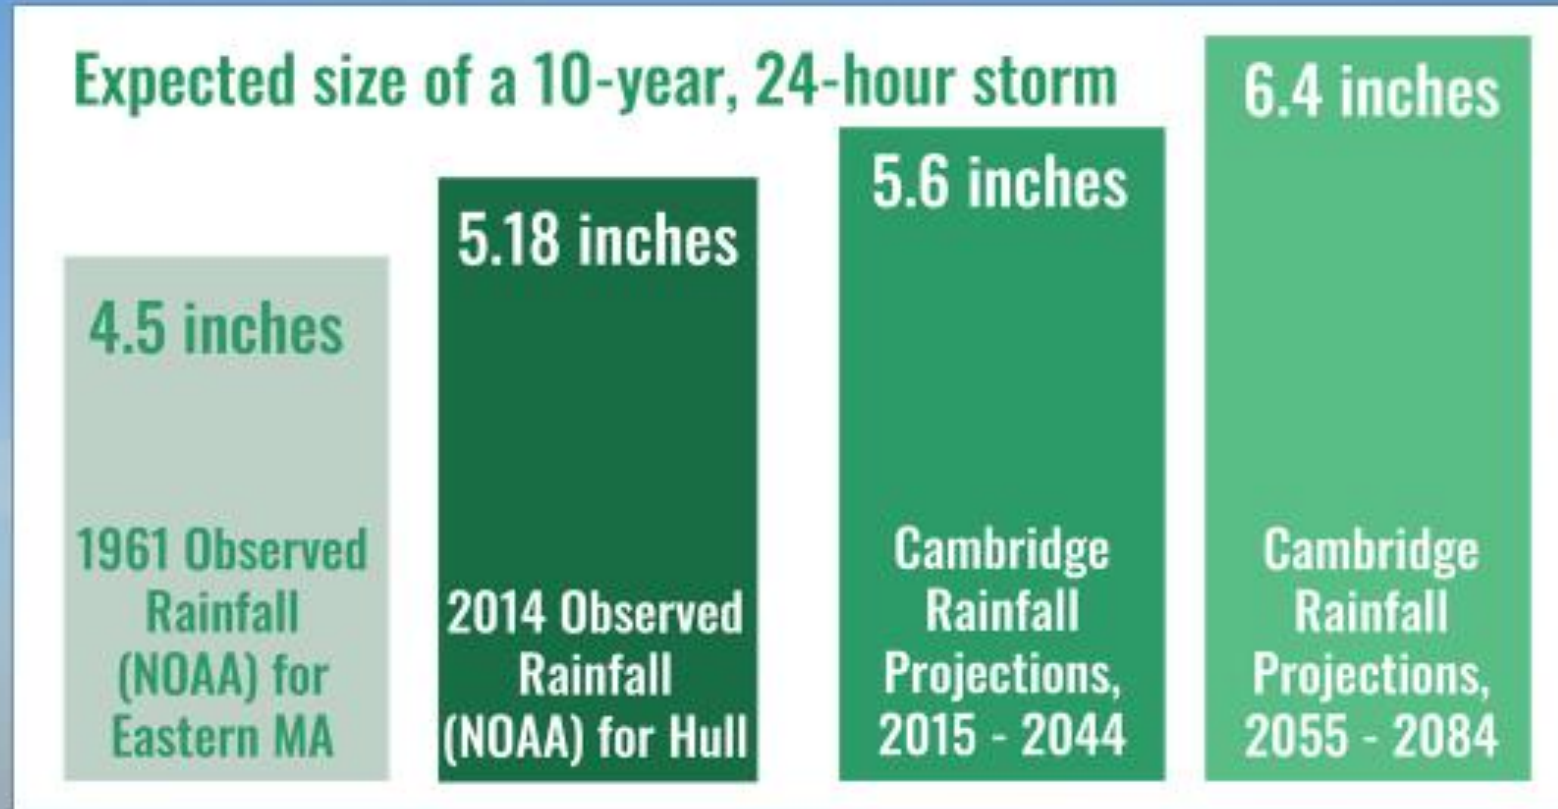 Expected size of a 10-year, 24-hour storm
4.5 inches
1961 Observed
Rainfall
(NOAA) for
Eastern MA
5.18 inches
2014 Observed
Rainfall
(NOAA) for Hull
5.6 inches
Cambridge
Rainfall
Projections,
2015 - 2044
6.4 inches
Cambridge
Rainfall
Projections,
2055 - 2084